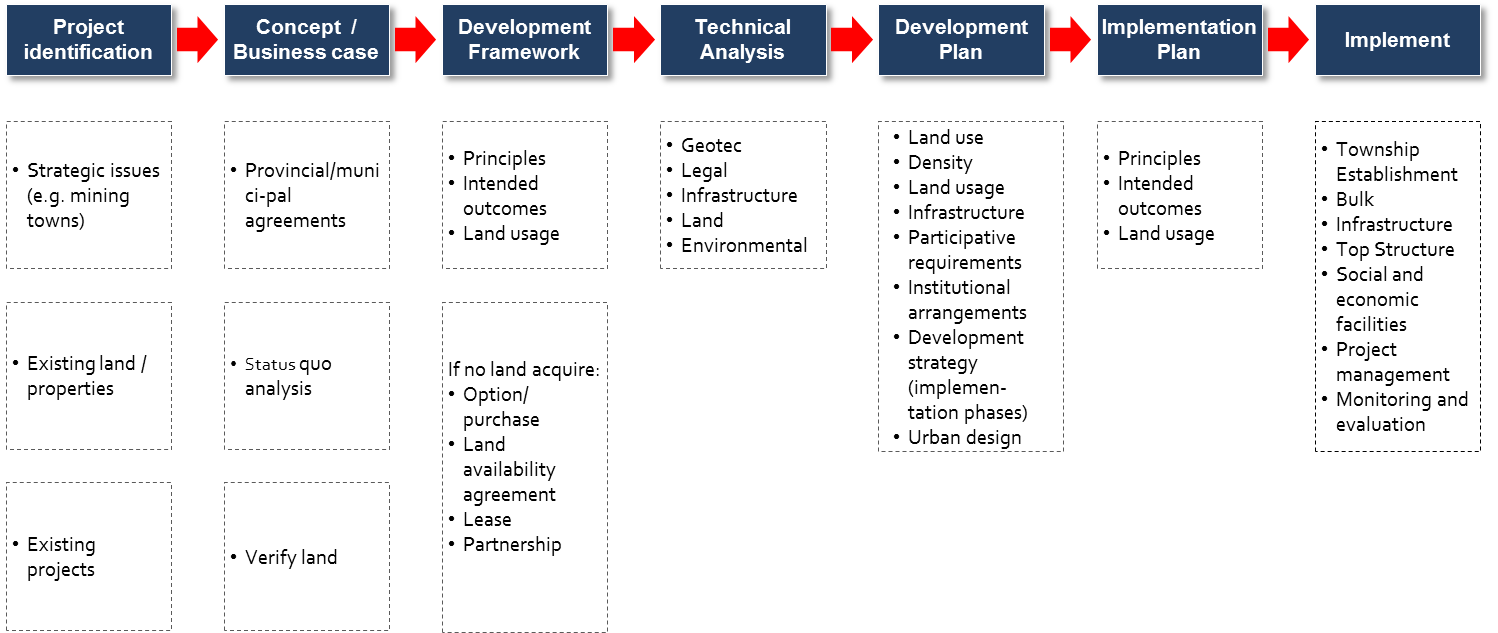 Project
identification
Concept /
Business case
Development
Framework
Technical
Analysis
Development
Plan
Implementation
Plan
Implement
• Strategic issues
(e.g. mining
towns)
• Existing land /
properties
• Existing
projects
• Provincial/muni
ci-pal
agreements
• Status quo
analysis
• Verify land
• Principles
• Intended
outcomes
• Land usage
If no land acquire:
• Option/
purchase
• Land
availability
agreement
• Lease
• Partnership
• Geotec
• Legal
• Infrastructure
• Land
• Environmental
• Land use
• Density
• Land usage
• Infrastructure
• Participative
requirements
• Institutional
arrangements
• Development
strategy
(implemen-
tation phases)
• Urban design
• Principles
• Intended
outcomes
• Land usage
• Township
Establishment
• Bulk
• Infrastructure
• Top Structure
• Social and
economic
facilities
• Project
management
• Monitoring and
evaluation